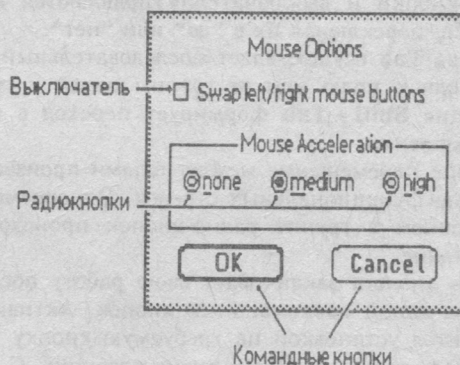 Mouse Options
Выключатель
Swap left/right mouse buttons
Mouse Acceleration
none medium high
Радиокнопки
OK Cancel
Командные кнопки